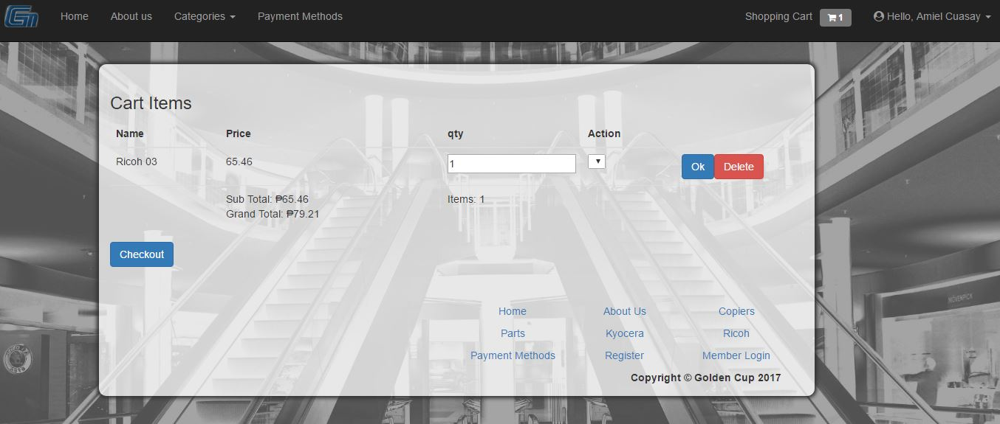 Home About us Categories Payment Methods Shopping Cart 1 Hello, Amiel Cuasay
Cart Items
Name Price qty Action
Ricoh 03 65.46 1 Ok Delete
Sub Total: ₱65.46 Items: 1
Grand Total: ₱79.21
Checkout
MÖVENPICK
Home About Us Copiers
Parts Kyocera Ricoh
Payment Methods Register Member Login
Copyright © Golden Cup 2017